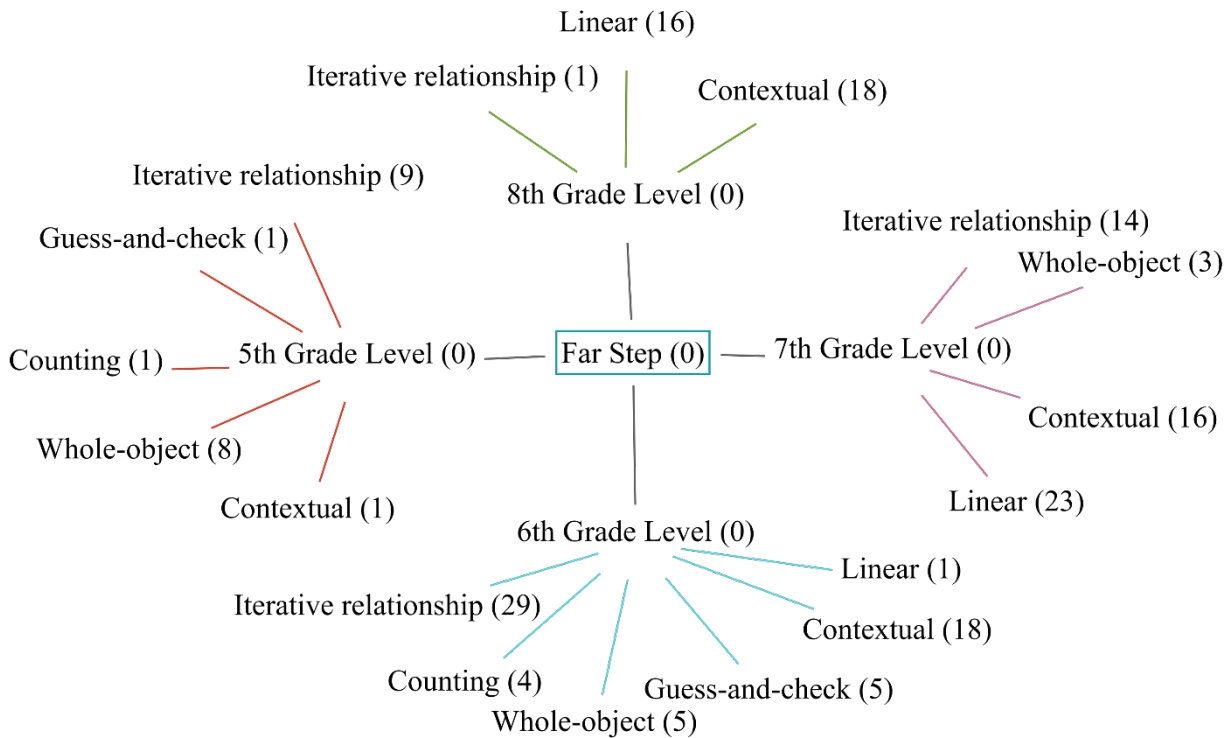 Linear (16)
Iterative relationship (1)
Contextual (18)
Iterative relationship (9)
8th Grade Level (0)
Guess-and-check (1)
Iterative relationship (14)
Whole-object (3)
Counting (1)
5th Grade Level (0)
Far Step (0)
7th Grade Level (0)
Whole-object (8)
Contextual (16)
Contextual (1)
Linear (23)
6th Grade Level (0)
Linear (1)
Iterative relationship (29)
Contextual (18)
Counting (4)
Guess-and-check (5)
Whole-object (5)